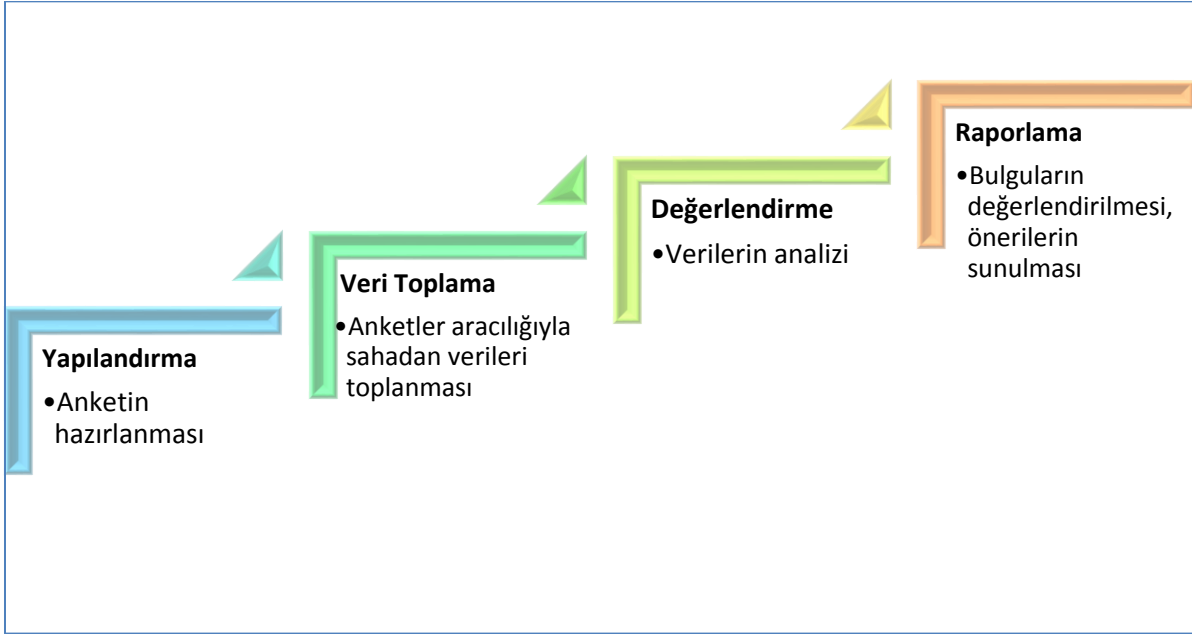 Yapılandırma
•Anketin
hazırlanması
Veri Toplama
•Anketler aracılığıyla
sahadan verileri
toplanması
Değerlendirme
•Verilerin analizi
Raporlama
•Bulguların
değerlendirilmesi,
önerilerin
sunulması